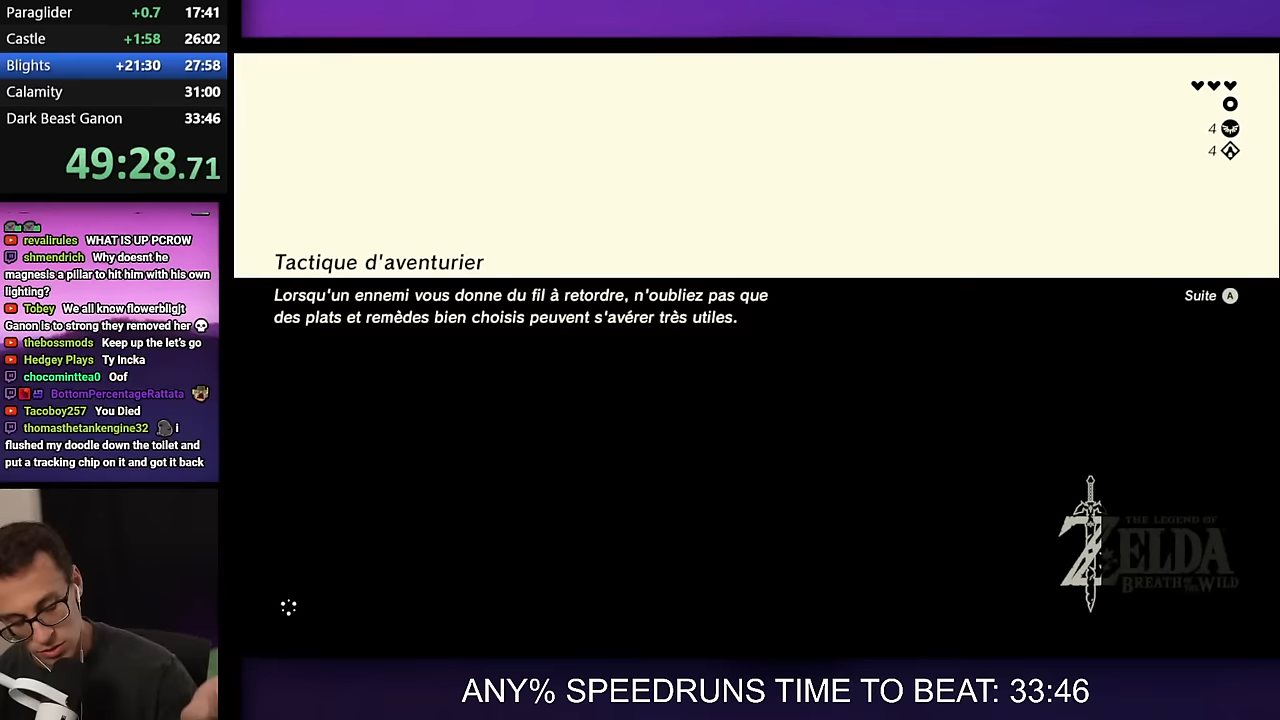 Paraglider +0.7 17:41
Castle +1:58 26:02
Blights +21:30 27:58
Calamity 31:00
Dark Beast Ganon 33:46
49:28.71
revalirules WHAT IS UP PCROW
shmendrich Why doesnt he
magnesis a pillar to hit him with his own
lighting?
Tobey We all know flowerbligjt
Ganon is to strong they removed her
thebossmods Keep up the let's go
Hedgey Plays Ty Incka
chocominttea0 Oof
BottomPercentageRattata
Tacoboy257 You Died
thomasthetankengine32 i
flushed my doodle down the toilet and
put a tracking chip on it and got it back
4
4
Tactique d'aventurier
Lorsqu'un ennemi vous donne du fil à retordre, n'oubliez pas que
des plats et remèdes bien choisis peuvent s'avérer très utiles.
Suite A
THE LEGEND OF
ZELDA
BREATH OF THE WILD
ANY% SPEEDRUNS TIME TO BEAT: 33:46